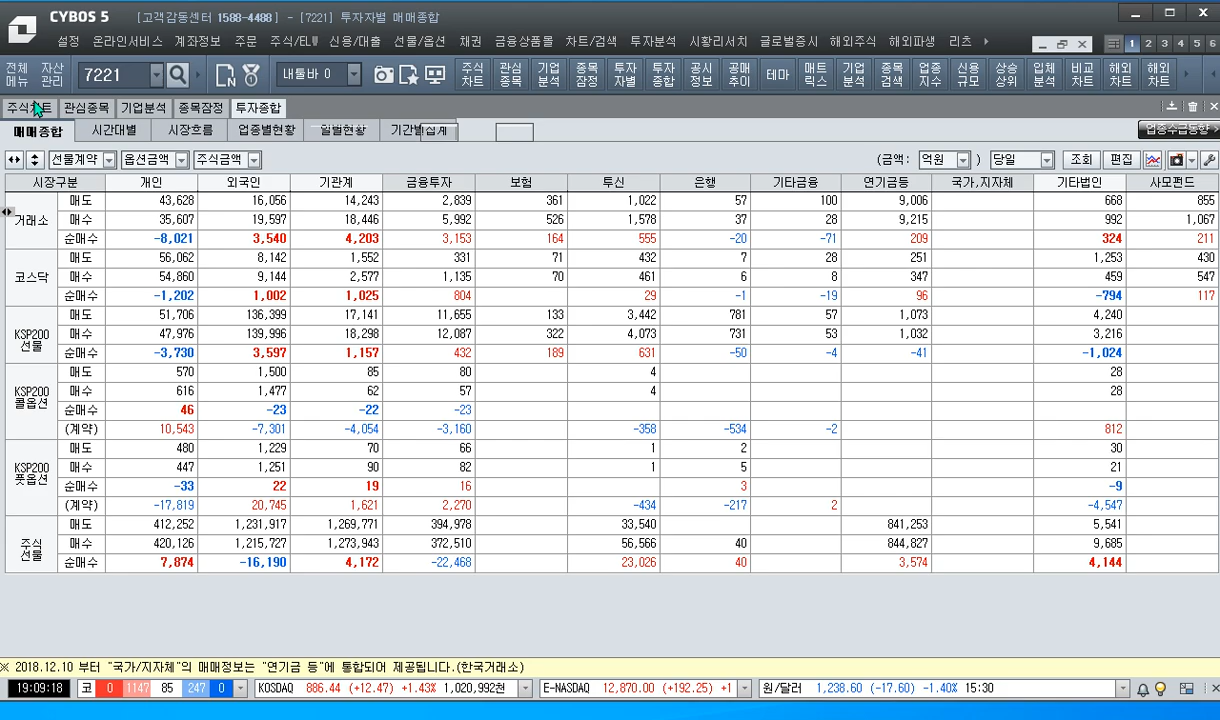 CYBOS 5 [고객감동센터 1588-4488] - [7221] 투자자별 매매종합
설정 온라인서비스 계좌정보 주문 주식/ELW 신용/대출 선물/옵션 채권 금융상품몰 차트/검색 투자분석 시황리서치 글로벌증시 해외주식 해외파생 리츠 1 2 3 4 5 6
전체메뉴 자산관리 7221 내툴바 0 주식차트 관심종목 기업분석 종목잠정 투자자별 투자종합 공시정보 공매추이 테마 매트릭스 기업분석 종목검색 업종지수 신용규모 상승상위 입체분석 비교차트 해외차트 해외차트
주식차트 관심종목 기업분석 종목잠정 투자종합
매매종합 시간대별 시장흐름 업종별현황 일별현황 기간별집계 업종수급동향
선물계약 옵션금액 주식금액 (금액: 억원 ) 당일 조회 편집
시장구분 개인 외국인 기관계 금융투자 보험 투신 은행 기타금융 연기금등 국가,지자체 기타법인 사모펀드
거래소 매도 43,628 16,056 14,243 2,839 361 1,022 57 100 9,006 668 855
매수 35,607 19,597 18,446 5,992 526 1,578 37 28 9,215 992 1,067
순매수 -8,021 3,540 4,203 3,153 164 555 -20 -71 209 324 211
코스닥 매도 56,062 8,142 1,552 331 71 432 7 28 251 1,253 430
매수 54,860 9,144 2,577 1,135 70 461 6 8 347 459 547
순매수 -1,202 1,002 1,025 804 29 -1 -19 96 -794 117
KSP200 선물 매도 51,706 136,399 17,141 11,655 133 3,442 781 57 1,073 4,240
매수 47,976 139,996 18,298 12,087 322 4,073 731 53 1,032 3,216
순매수 -3,730 3,597 1,157 432 189 631 -50 -4 -41 -1,024
KSP200 콜옵션 매도 570 1,500 85 80 4 28
매수 616 1,477 62 57 4 28
순매수 46 -23 -22 -23
(계약) 10,543 -7,301 -4,054 -3,160 -358 -534 -2 812
KSP200 풋옵션 매도 480 1,229 70 66 1 2 30
매수 447 1,251 90 82 1 5 21
순매수 -33 22 19 16 3 -9
(계약) -17,819 20,745 1,621 2,270 -434 -217 2 -4,547
주식 선물 매도 412,252 1,231,917 1,269,771 394,978 33,540 841,253 5,541
매수 420,126 1,215,727 1,273,943 372,510 56,566 40 844,827 9,685
순매수 7,874 -16,190 4,172 -22,468 23,026 40 3,574 4,144
※ 2018.12.10 부터 "국가/지자체"의 매매정보는 "연기금 등"에 통합되어 제공됩니다.(한국거래소)
19:09:18 코 0 1147 85 247 0 KOSDAQ 886.44 (+12.47) +1.43% 1,020,992천 E-NASDAQ 12,870.00 (+192.25) +1 원/달러 1,238.60 (-17.60) -1.40% 15:30